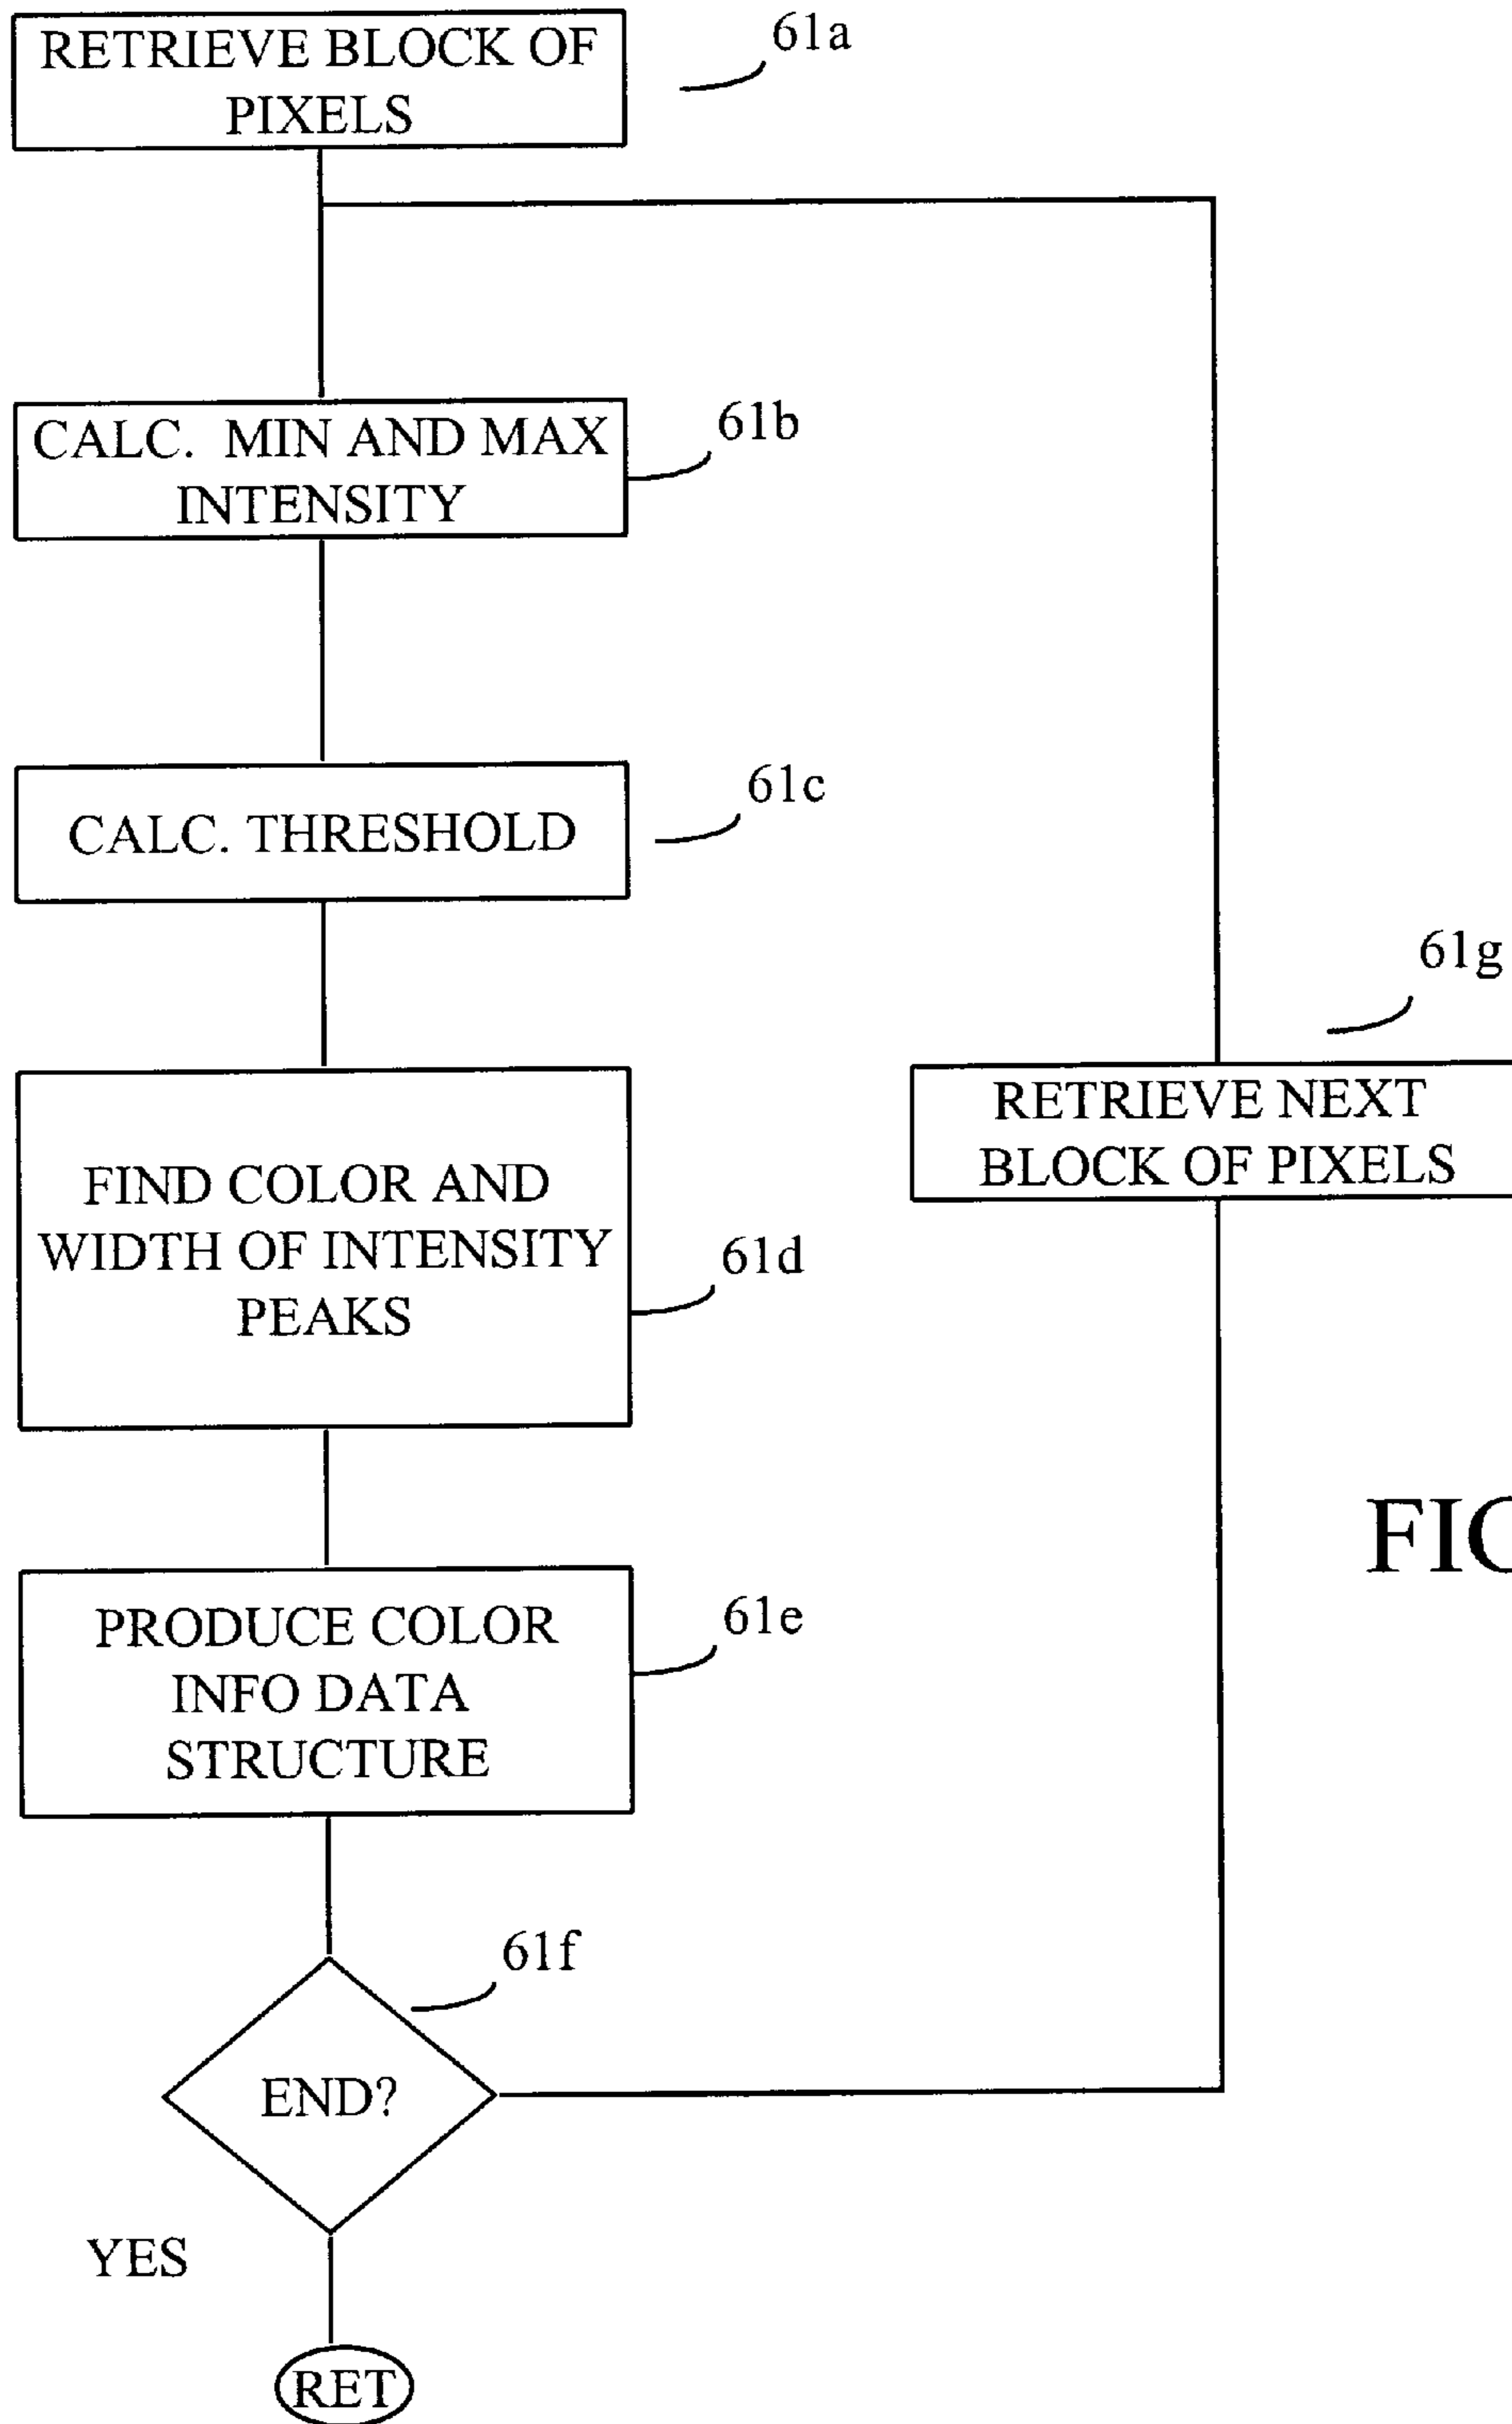 RETRIEVE BLOCK OF
PIXELS
61a
CALC. MIN AND MAX
INTENSITY
61b
CALC. THRESHOLD
61c
FIND COLOR AND
WIDTH OF INTENSITY
PEAKS
61d
61g
RETRIEVE NEXT
BLOCK OF PIXELS
PRODUCE COLOR
INFO DATA
STRUCTURE
61e
61f
END?
YES
RET